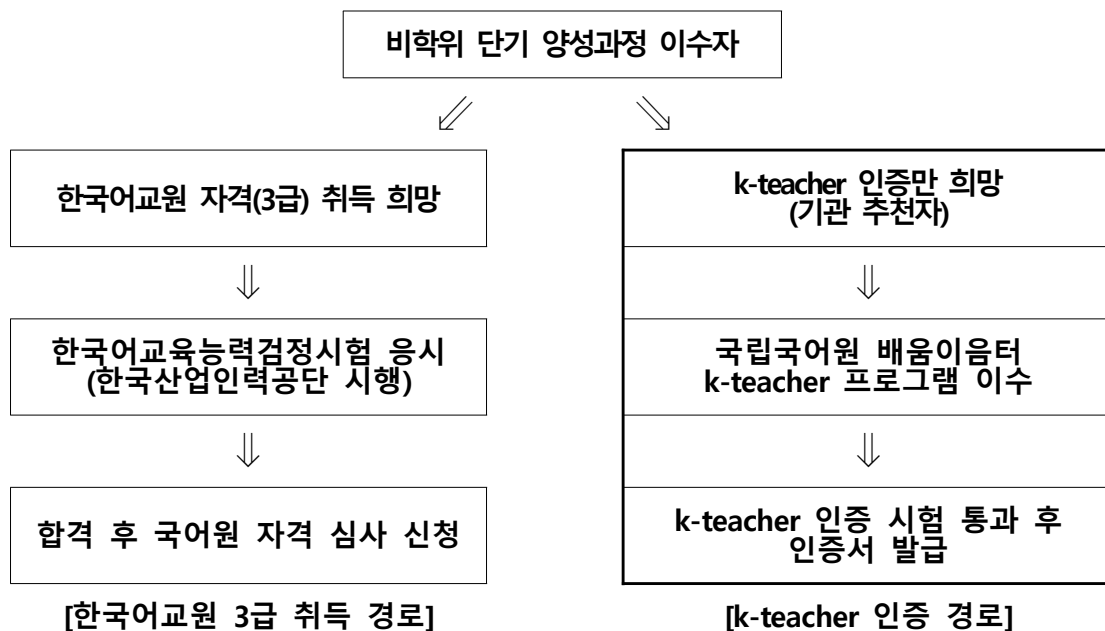 비학위 단기 양성과정 이수자
한국어교원 자격(3급) 취득 희망
한국어교육능력검정시험 응시
(한국산업인력공단 시행)
합격 후 국어원 자격 심사 신청
[한국어교원 3급 취득 경로]
k-teacher 인증만 희망
(기관 추천자)
국립국어원 배움이음터
k-teacher 프로그램 이수
k-teacher 인증 시험 통과 후
인증서 발급
[k-teacher 인증 경로]